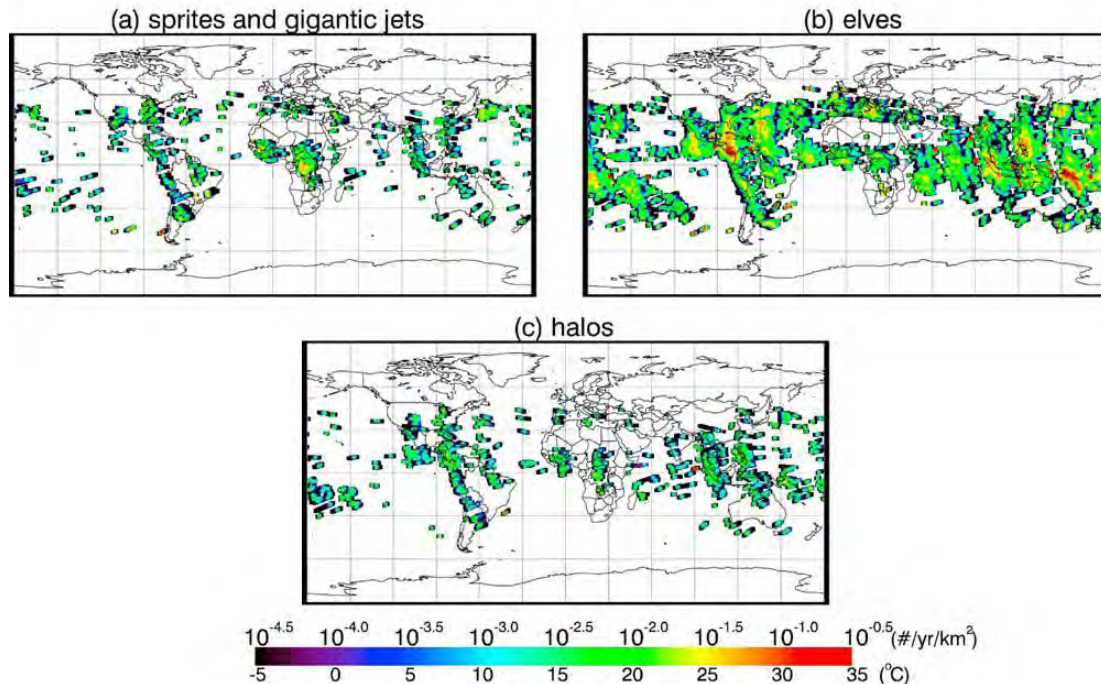 (a) sprites and gigantic jets
(b) elves
(c) halos
10^-4.5 10^-4.0 10^-3.5 10^-3.0 10^-2.5 10^-2.0 10^-1.5 10^-1.0 10^-0.5 (#/yr/km²)
-5 0 5 10 15 20 25 30 35 (°C)